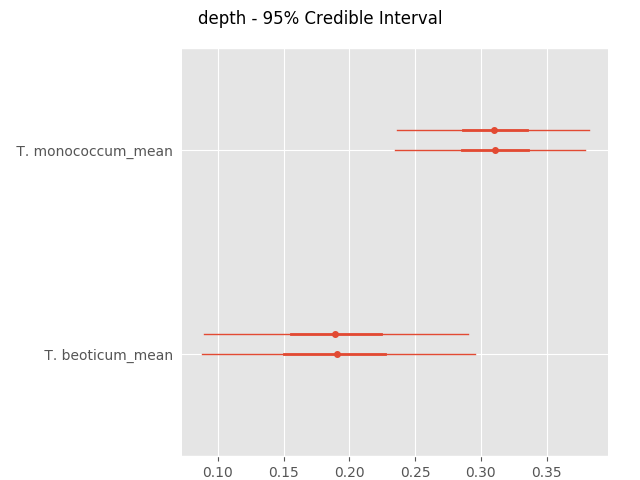 depth - 95% Credible Interval
T. monococcum_mean
T. beoticum_mean
0.10 0.15 0.20 0.25 0.30 0.35